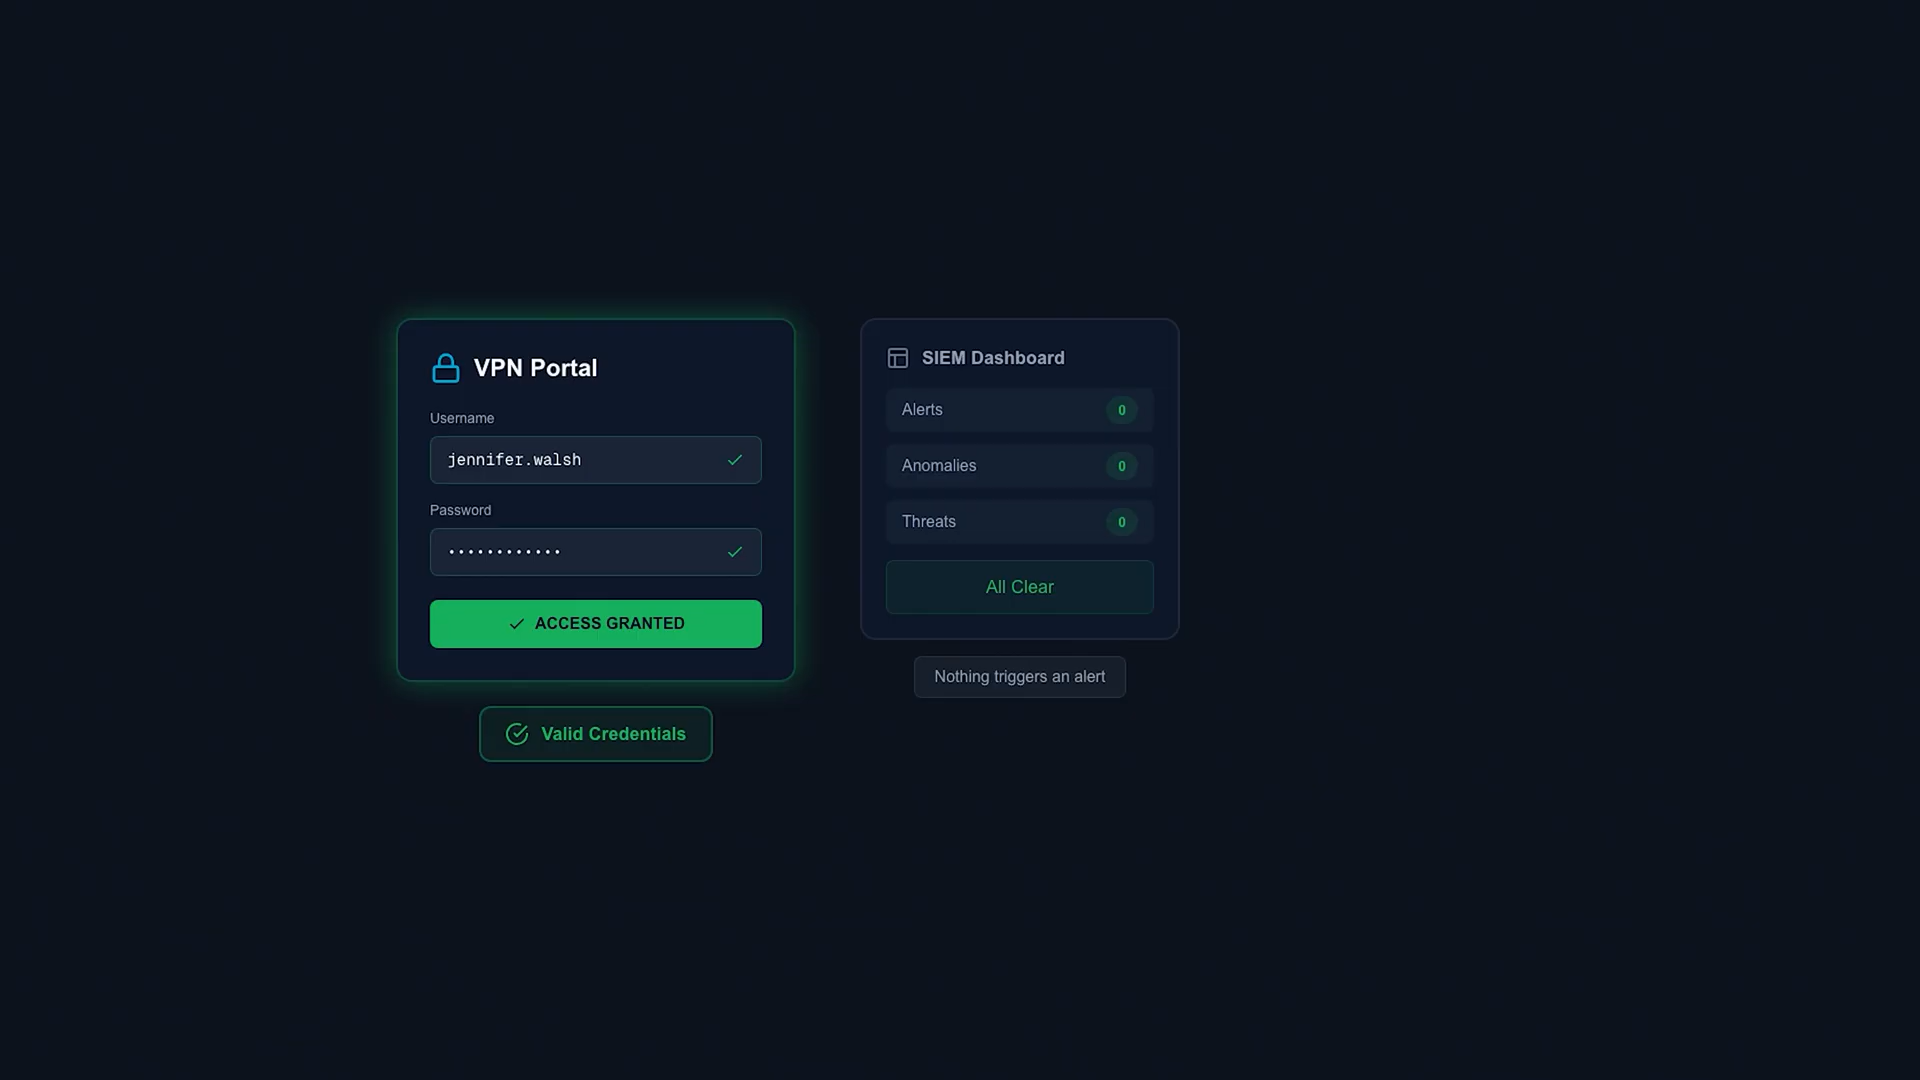 VPN Portal
Username
jennifer.walsh
Password
••••••••••••
ACCESS GRANTED
Valid Credentials
SIEM Dashboard
Alerts 0
Anomalies 0
Threats 0
All Clear
Nothing triggers an alert